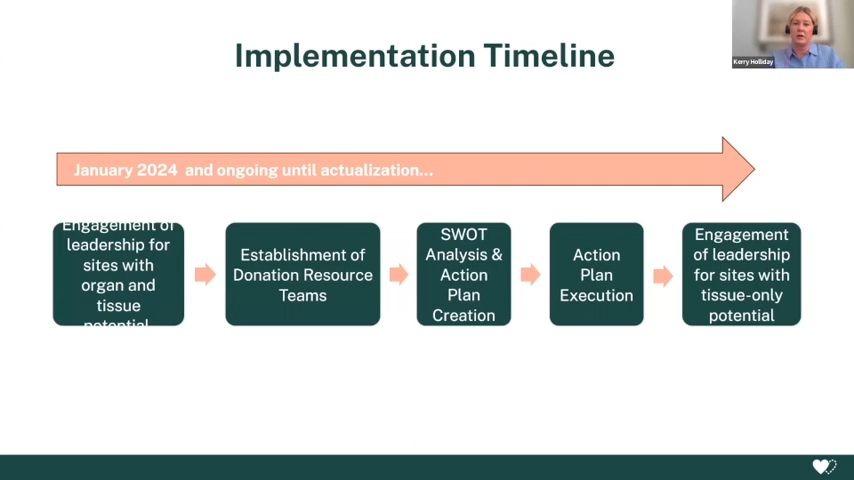 Implementation Timeline
Kerry Holliday
January 2024 and ongoing until actualization...
Engagement of
leadership for
sites with
organ and
tissue
potential
Establishment of
Donation Resource
Teams
SWOT
Analysis &
Action
Plan
Creation
Action
Plan
Execution
Engagement
of leadership
for sites with
tissue-only
potential